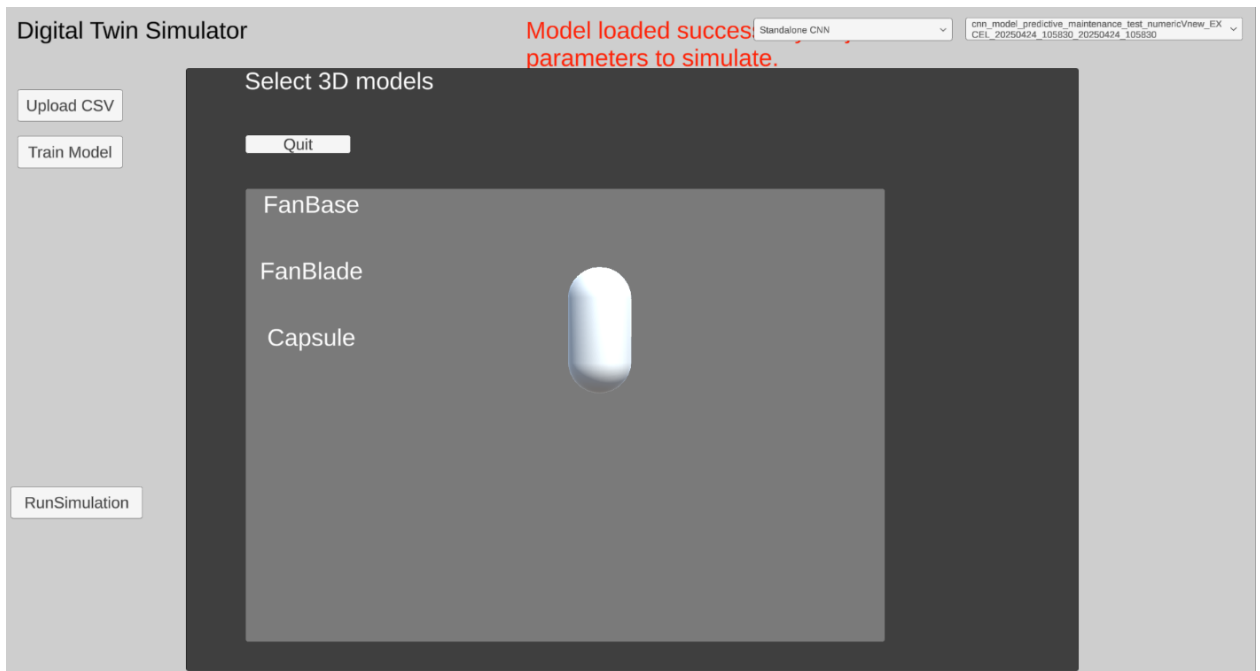 Digital Twin Simulator
Model loaded succes
parameters to simulate.
Standalone CNN
cnn_model_predictive_maintenance_test_numericVnew_EX
CEL_20250424_105830_20250424_105830
Select 3D models
Upload CSV
Train Model
Quit
FanBase
FanBlade
Capsule
RunSimulation